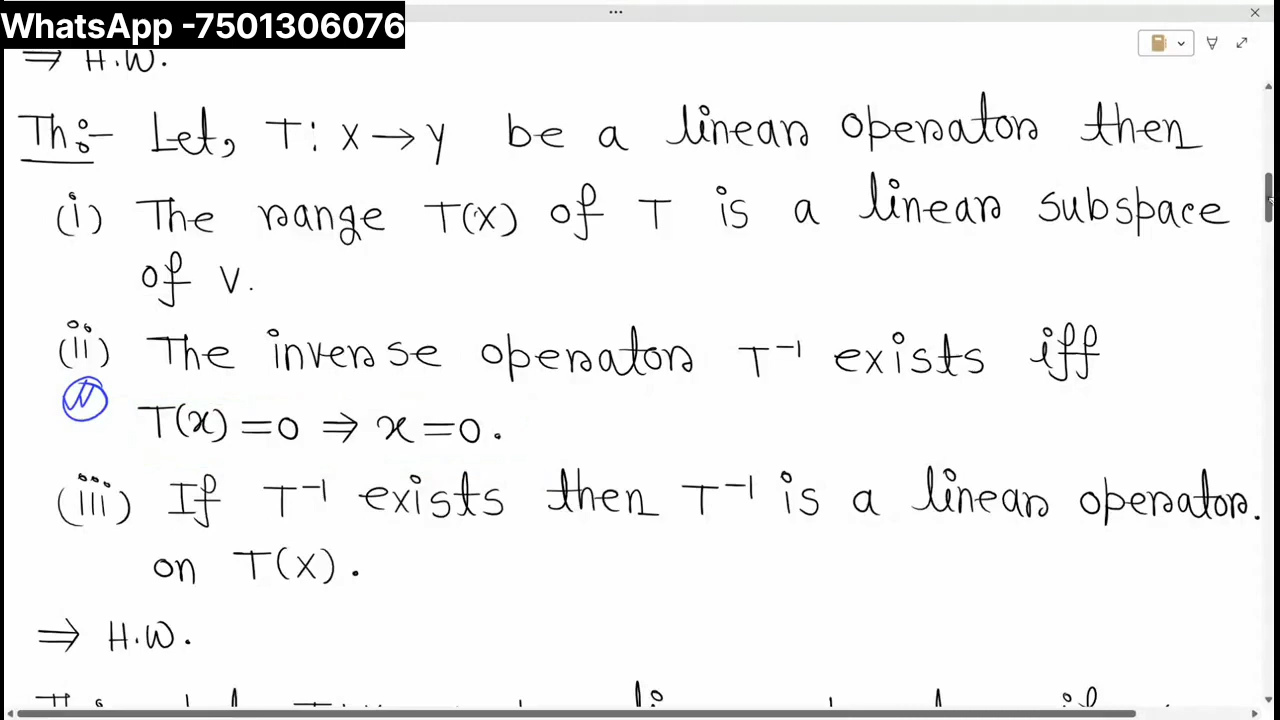 WhatsApp -7501306076
⇒ H.W.
Th:- Let, T: X → Y be a linear operator then
(i) The range T(X) of T is a linear subspace
of V.
(ii) The inverse operator T⁻¹ exists iff
T(x) = 0 ⇒ x = 0.
(iii) If T⁻¹ exists then T⁻¹ is a linear operator.
on T(X).
⇒ H.W.